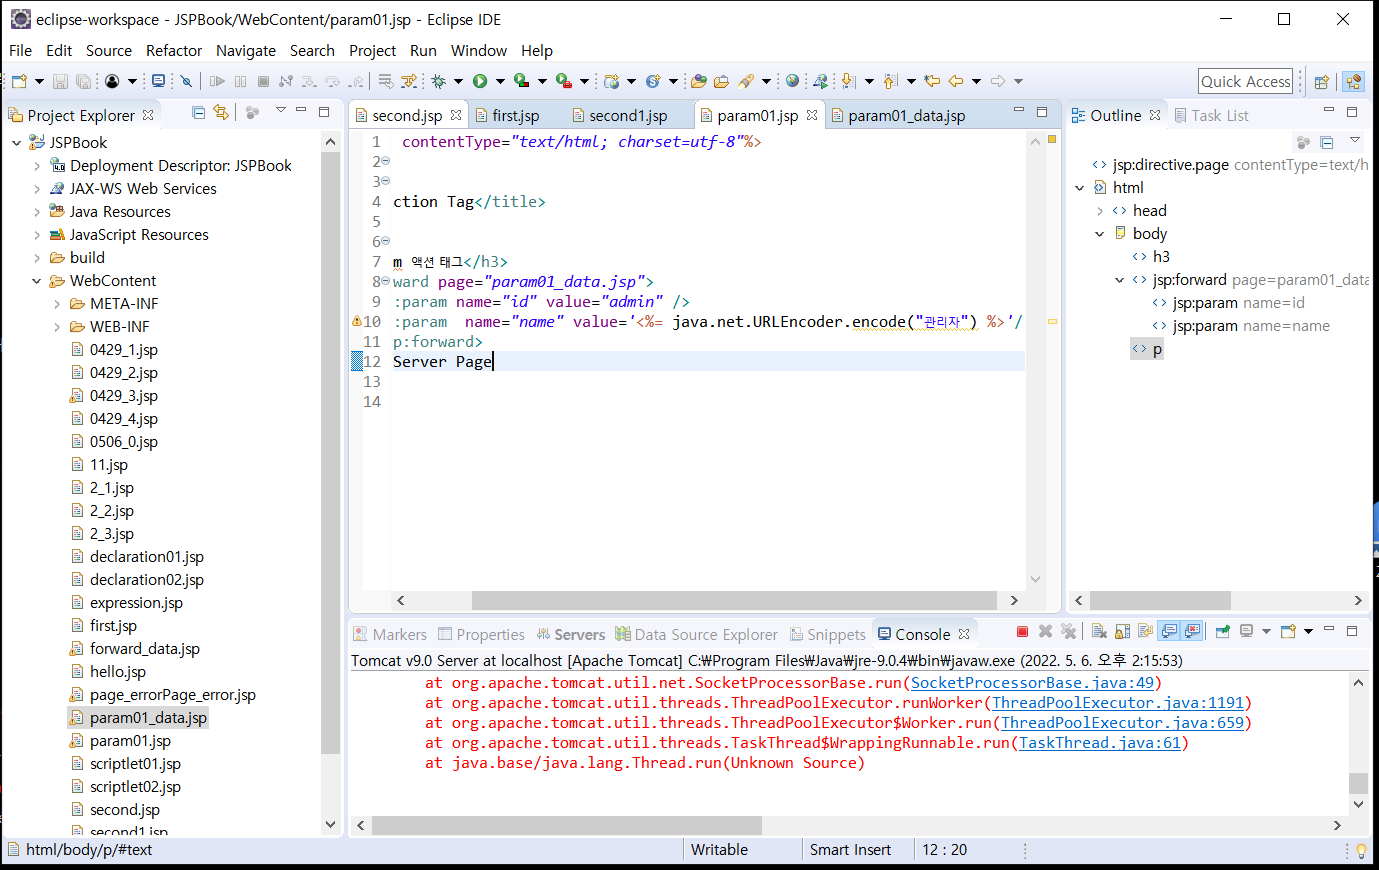 eclipse-workspace - JSPBook/WebContent/param01.jsp - Eclipse IDE
File Edit Source Refactor Navigate Search Project Run Window Help
Quick Access
Project Explorer
JSPBook
Deployment Descriptor: JSPBook
JAX-WS Web Services
Java Resources
JavaScript Resources
build
WebContent
META-INF
WEB-INF
0429_1.jsp
0429_2.jsp
0429_3.jsp
0429_4.jsp
0506_0.jsp
11.jsp
2_1.jsp
2_2.jsp
2_3.jsp
declaration01.jsp
declaration02.jsp
expression.jsp
first.jsp
forward_data.jsp
hello.jsp
page_errorPage_error.jsp
param01_data.jsp
param01.jsp
scriptlet01.jsp
scriptlet02.jsp
second.jsp
second1.jsp
second.jsp first.jsp second1.jsp param01.jsp param01_data.jsp
1 contentType="text/html; charset=utf-8"%>
2
3
4 ction Tag</title>
5
6
7 m 액션 태그</h3>
8 ward page="param01_data.jsp">
9 :param name="id" value="admin" />
10 :param name="name" value='<%= java.net.URLEncoder.encode("관리자") %>'/
11 p:forward>
12 Server Page
13
14
Outline Task List
jsp:directive.page contentType=text/h
html
head
body
h3
jsp:forward page=param01_data
jsp:param name=id
jsp:param name=name
p
Markers Properties Servers Data Source Explorer Snippets Console
Tomcat v9.0 Server at localhost [Apache Tomcat] C:₩Program Files₩Java₩jre-9.0.4₩bin₩javaw.exe (2022. 5. 6. 오후 2:15:53)
at org.apache.tomcat.util.net.SocketProcessorBase.run(SocketProcessorBase.java:49)
at org.apache.tomcat.util.threads.ThreadPoolExecutor.runWorker(ThreadPoolExecutor.java:1191)
at org.apache.tomcat.util.threads.ThreadPoolExecutor$Worker.run(ThreadPoolExecutor.java:659)
at org.apache.tomcat.util.threads.TaskThread$WrappingRunnable.run(TaskThread.java:61)
at java.base/java.lang.Thread.run(Unknown Source)
html/body/p/#text
Writable
Smart Insert
12 : 20